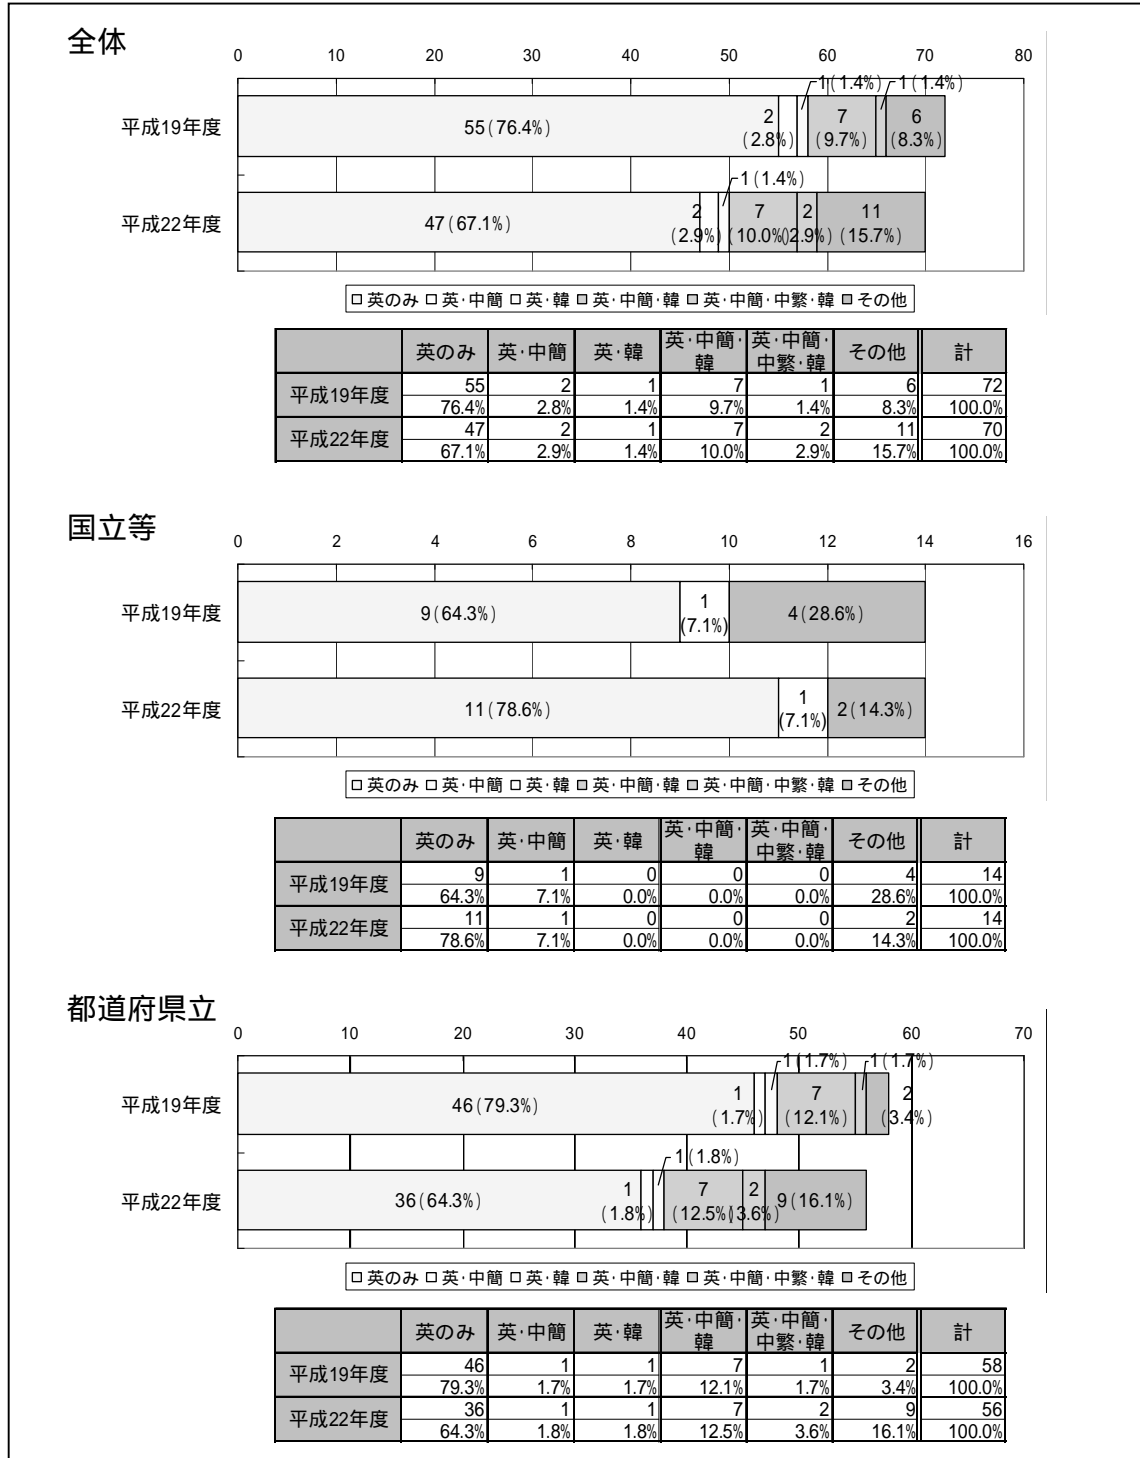 全体
0 10 20 30 40 50 60 70 80
1(1.4%) 1(1.4%)
平成19年度 55(76.4%) 2 (2.8%) 7 (9.7%) 6 (8.3%)
1(1.4%)
平成22年度 47(67.1%) 2 (2.9%) 7 (10.0%) 2 (2.9%) 11 (15.7%)
英のみ 英・中簡 英・韓 英・中簡・韓 英・中簡・中繁・韓 その他
英のみ 英・中簡 英・韓 英・中簡・韓 英・中簡・中繁・韓 その他 計
平成19年度 55 2 1 7 1 6 72
76.4% 2.8% 1.4% 9.7% 1.4% 8.3% 100.0%
平成22年度 47 2 1 7 2 11 70
67.1% 2.9% 1.4% 10.0% 2.9% 15.7% 100.0%
国立等
0 2 4 6 8 10 12 14 16
平成19年度 9(64.3%) 1 (7.1%) 4(28.6%)
平成22年度 11(78.6%) 1 (7.1%) 2(14.3%)
英のみ 英・中簡 英・韓 英・中簡・韓 英・中簡・中繁・韓 その他
英のみ 英・中簡 英・韓 英・中簡・韓 英・中簡・中繁・韓 その他 計
平成19年度 9 1 0 0 0 4 14
64.3% 7.1% 0.0% 0.0% 0.0% 28.6% 100.0%
平成22年度 11 1 0 0 0 2 14
78.6% 7.1% 0.0% 0.0% 0.0% 14.3% 100.0%
都道府県立
0 10 20 30 40 50 60 70
1(1.7%) 1(1.7%)
平成19年度 46(79.3%) 1 (1.7%) 7 (12.1%) 2 (3.4%)
1(1.8%)
平成22年度 36(64.3%) 1 (1.8%) 7 (12.5%) 2 (3.6%) 9(16.1%)
英のみ 英・中簡 英・韓 英・中簡・韓 英・中簡・中繁・韓 その他
英のみ 英・中簡 英・韓 英・中簡・韓 英・中簡・中繁・韓 その他 計
平成19年度 46 1 1 7 1 2 58
79.3% 1.7% 1.7% 12.1% 1.7% 3.4% 100.0%
平成22年度 36 1 1 7 2 9 56
64.3% 1.8% 1.8% 12.5% 3.6% 16.1% 100.0%